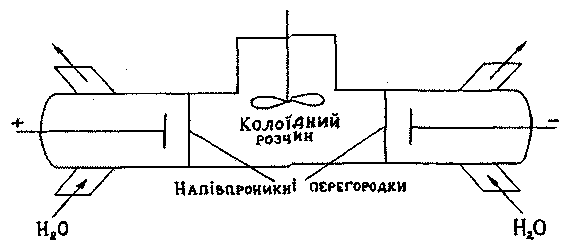 +
−
Колоїдний
розчин
Напівпроникні перегородки
H₂O
H₂O